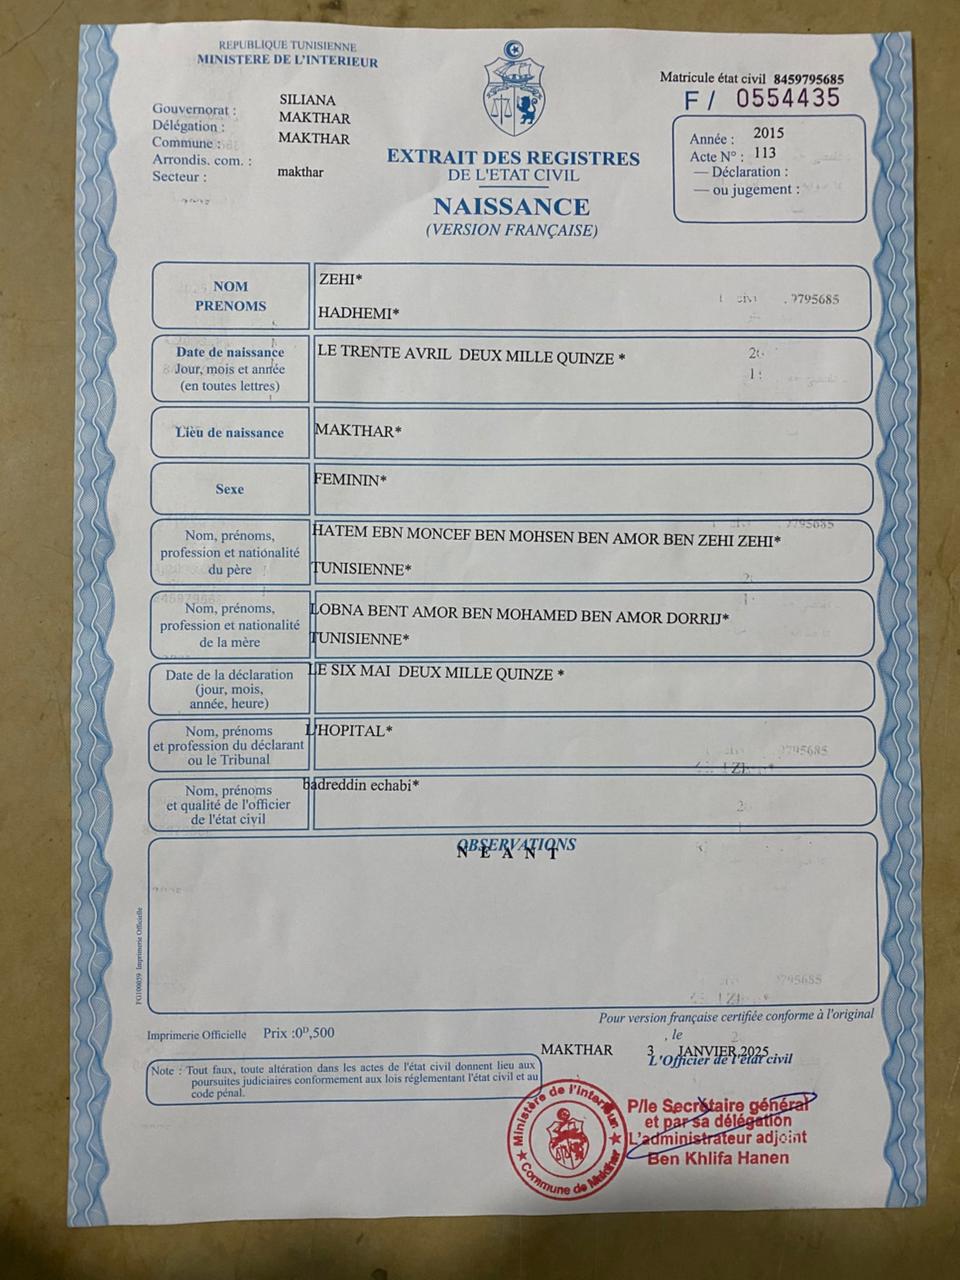 REPUBLIQUE TUNISIENNE
MINISTERE DE L'INTERIEUR
Gouvernorat : SILIANA
Délégation : MAKTHAR
Commune : MAKTHAR
Arrondis. com. :
Secteur : makthar
EXTRAIT DES REGISTRES
DE L'ETAT CIVIL
NAISSANCE
(VERSION FRANÇAISE)
Matricule état civil 8459795685
F / 0554435
Année : 2015
Acte N° : 113
— Déclaration :
— ou jugement :
NOM
PRENOMS
ZEHI*
HADHEMI*
Date de naissance
Jour, mois et année
(en toutes lettres)
LE TRENTE AVRIL DEUX MILLE QUINZE *
Lieu de naissance
MAKTHAR*
Sexe
FEMININ*
Nom, prénoms,
profession et nationalité
du père
HATEM EBN MONCEF BEN MOHSEN BEN AMOR BEN ZEHI ZEHI*
TUNISIENNE*
Nom, prénoms,
profession et nationalité
de la mère
LOBNA BENT AMOR BEN MOHAMED BEN AMOR DORRIJ*
TUNISIENNE*
Date de la déclaration
(jour, mois,
année, heure)
LE SIX MAI DEUX MILLE QUINZE *
Nom, prénoms
et profession du déclarant
ou le Tribunal
L'HOPITAL*
Nom, prénoms
et qualité de l'officier
de l'état civil
badreddin echabi*
OBSERVATIONS
N E A N T
Imprimerie Officielle
Imprimerie Officielle Prix :0ᴰ,500
Pour version française certifiée conforme à l'original
, le
MAKTHAR 3 JANVIER,2025
L'Officier de l'état civil
Note : Tout faux, toute altération dans les actes de l'état civil donnent lieu aux
poursuites judiciaires conformement aux lois réglementant l'état civil et au
code pénal.
Ministère de l'Interieur
Commune de Makthar
P/le Secrétaire général
et par sa délégation
L'administrateur adjoint
Ben Khlifa Hanen